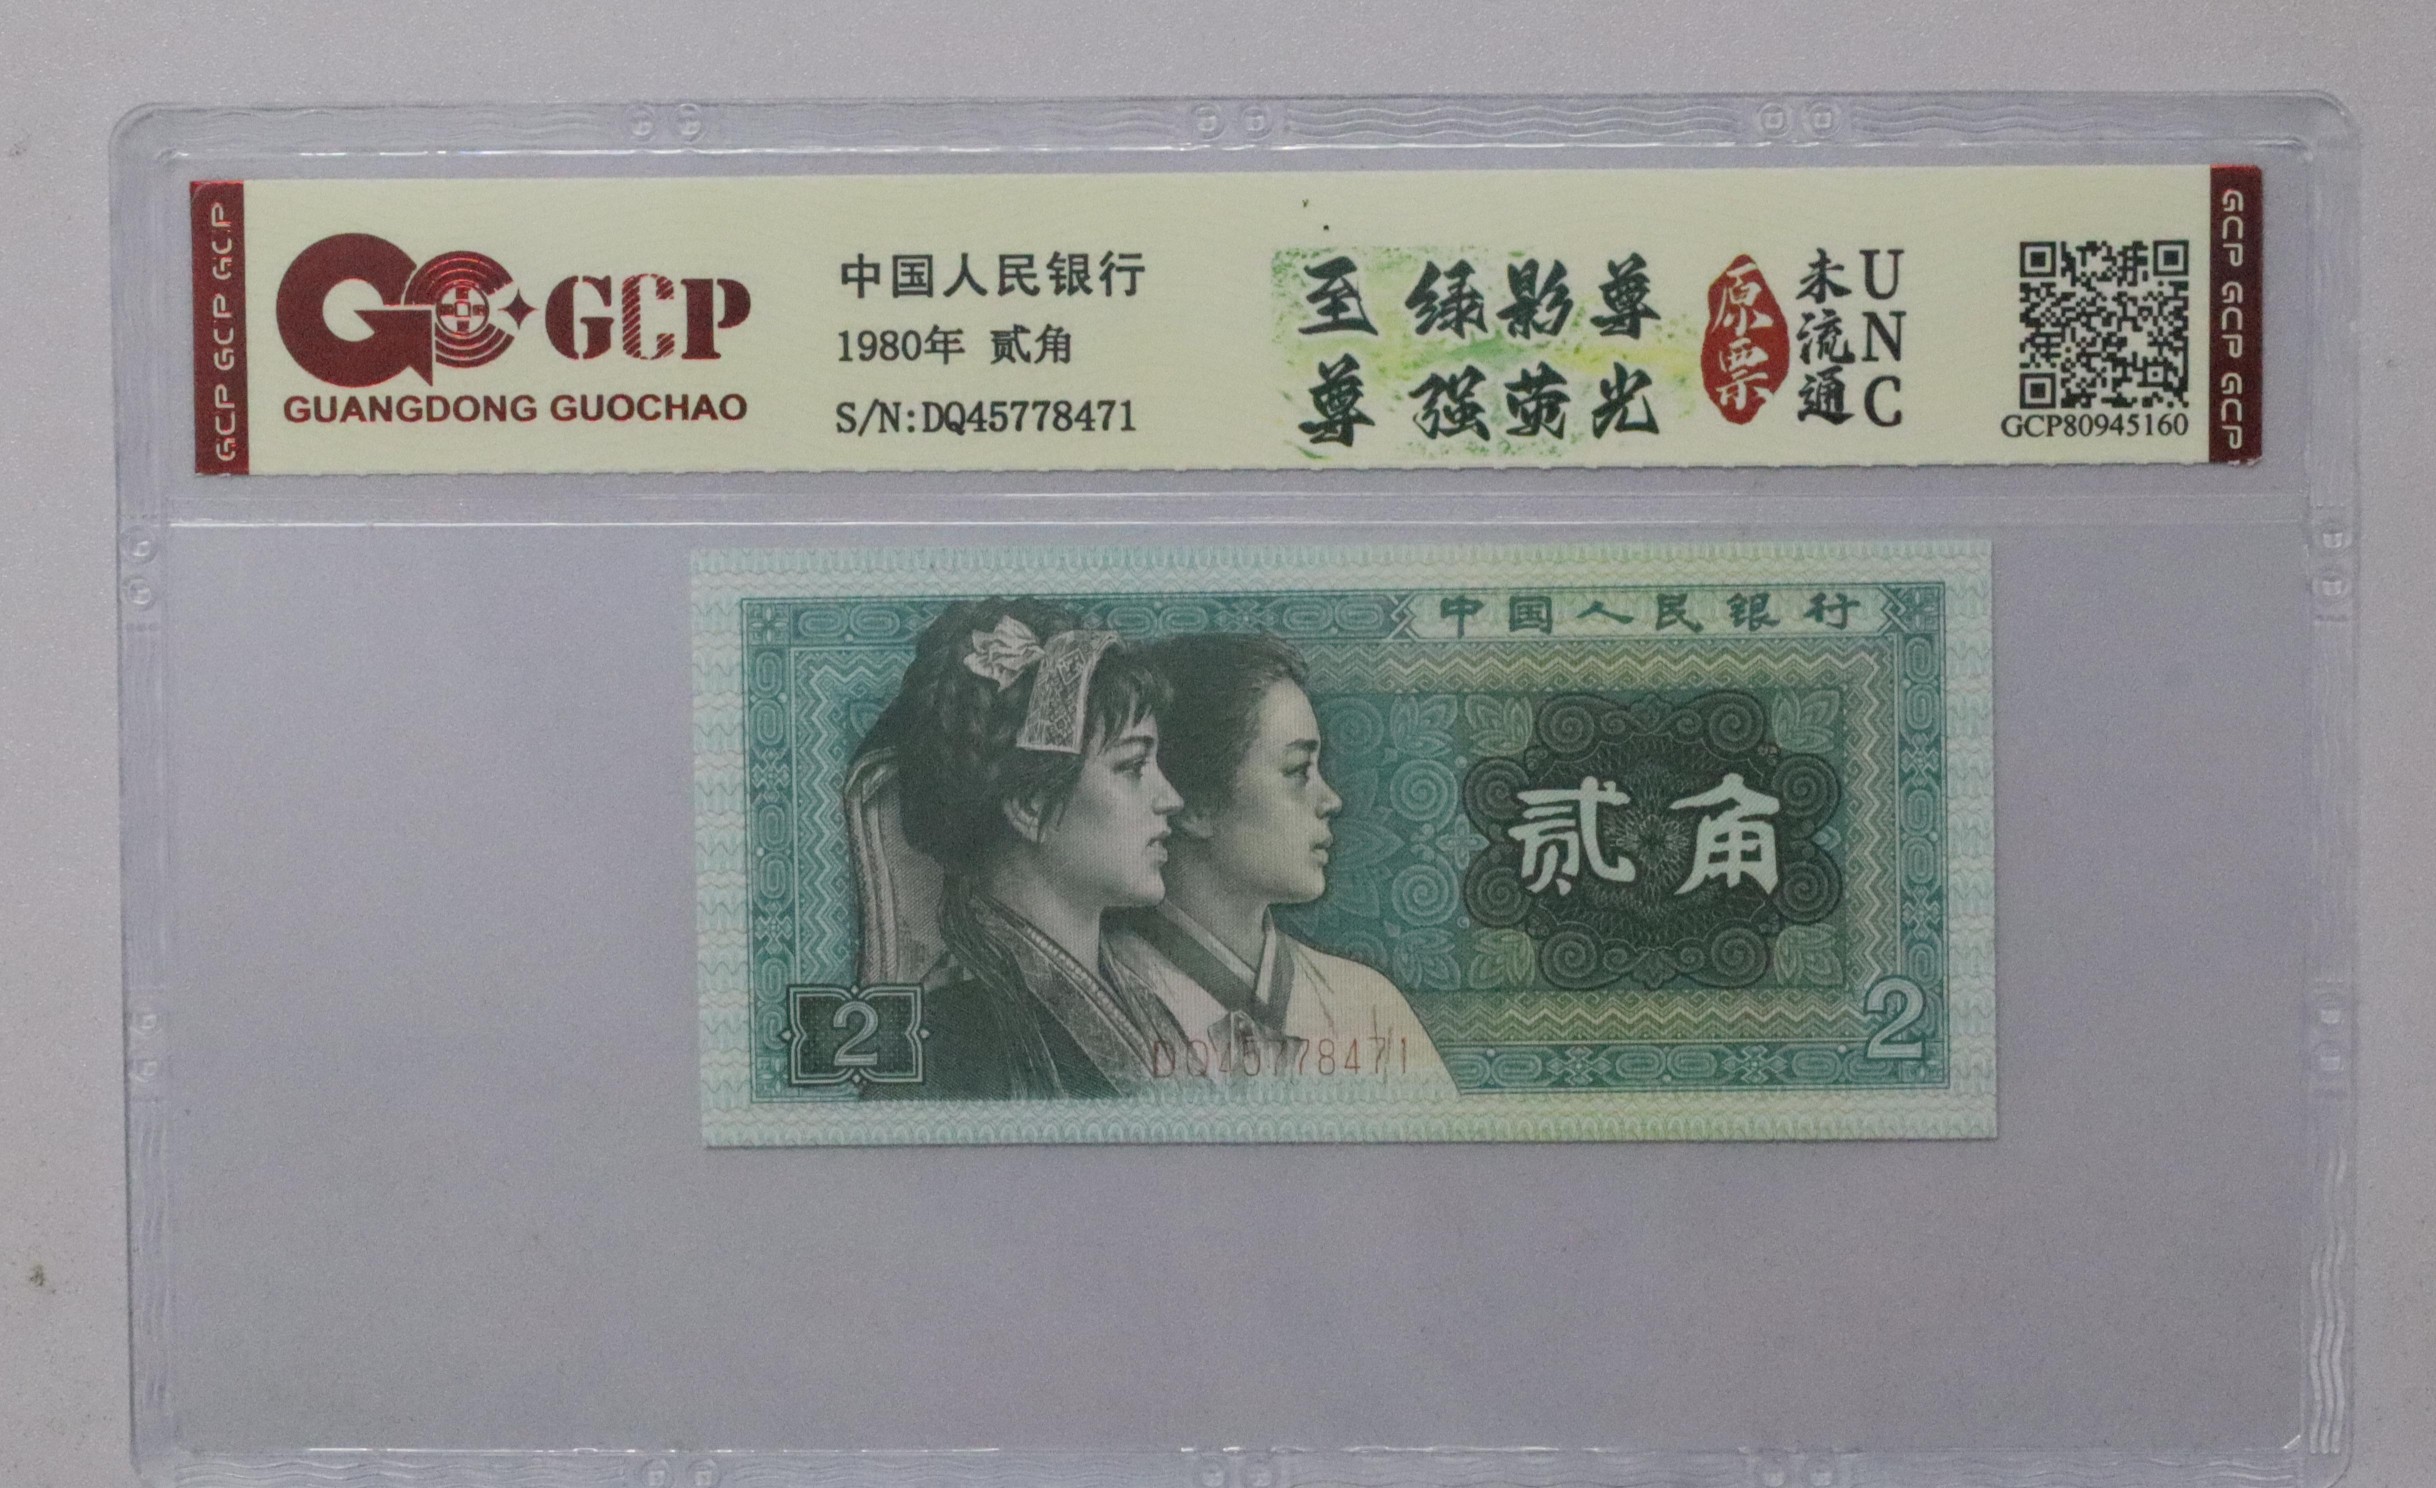 GCP GCP GCP
GCP
GUANGDONG GUOCHAO
中国人民银行
1980年 贰角
S/N:DQ45778471
至尊
绿影尊
强荧光
原票
未流通
UNC
GCP80945160
GCP GCP GCP
中国人民银行
贰角
2
2
DQ45778471